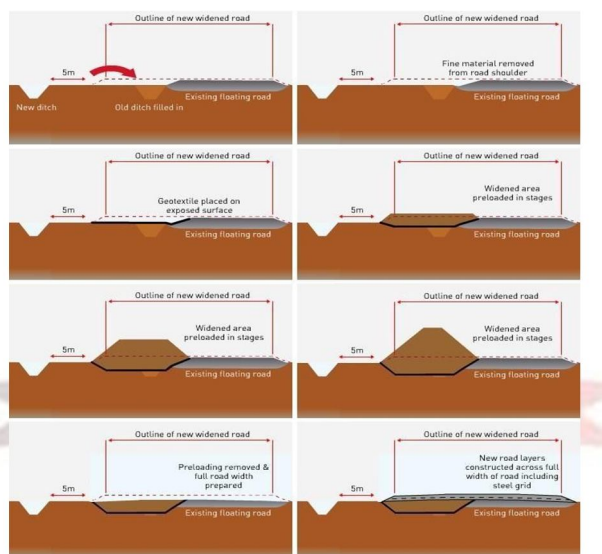 Outline of new widened road
5m
New ditch
Old ditch filled in
Existing floating road
Outline of new widened road
Fine material removed
from road shoulder
5m
Existing floating road
Outline of new widened road
Geotextile placed on
exposed surface
5m
Existing floating road
Outline of new widened road
Widened area
preloaded in stages
5m
Existing floating road
Outline of new widened road
Widened area
preloaded in stages
5m
Existing floating road
Outline of new widened road
Widened area
preloaded in stages
5m
Existing floating road
Outline of new widened road
Preloading removed &
full road width
prepared
5m
Existing floating road
Outline of new widened road
New road layers
constructed across full
width of road including
steel grid
5m
Existing floating road